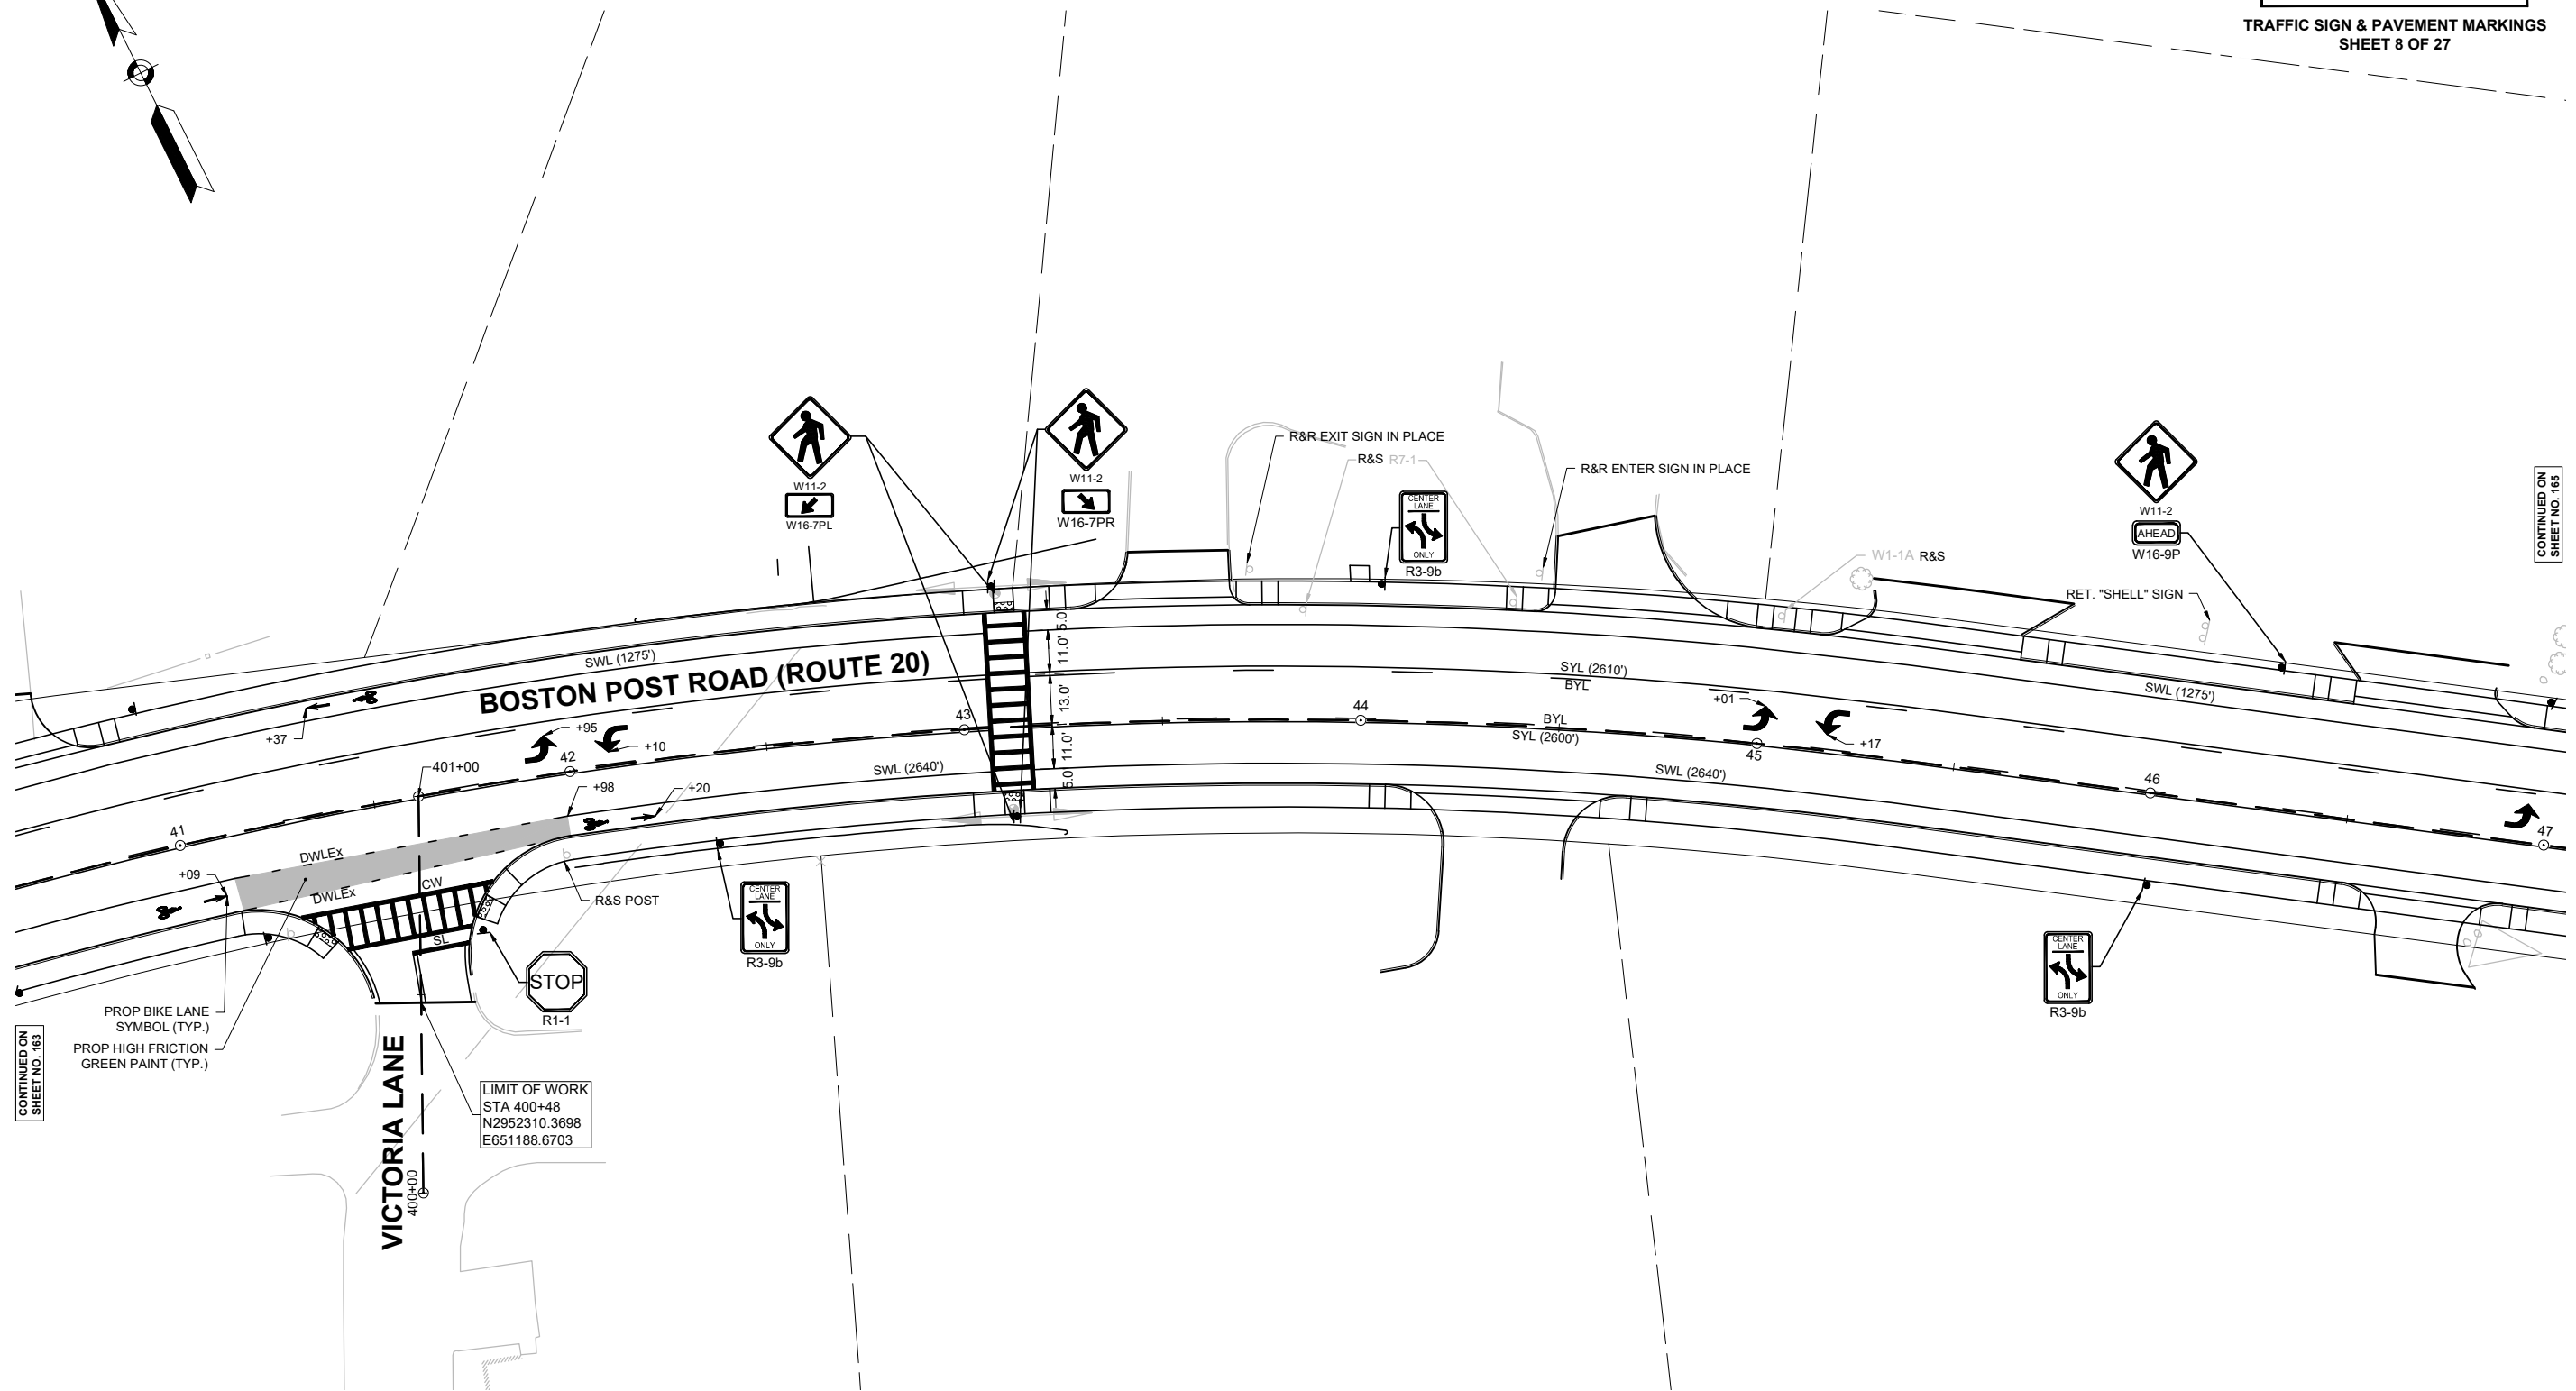 TRAFFIC SIGN & PAVEMENT MARKINGS
SHEET 8 OF 27
W11-2
W16-7PL
W11-2
W16-7PR
R&R EXIT SIGN IN PLACE
R&S R7-1
R&R ENTER SIGN IN PLACE
CENTER
LANE
ONLY
R3-9b
W11-2
AHEAD
W16-9P
CONTINUED ON
SHEET NO. 165
W1-1A R&S
RET. "SHELL" SIGN
SWL (1275')
BOSTON POST ROAD (ROUTE 20)
5.0'
11.0'
13.0'
11.0'
5.0'
SYL (2610')
BYL
+01
SWL (1275')
+37
+95
+10
42
43
44
BYL
SYL (2600')
45
+17
46
47
401+00
SWL (2640')
SWL (2640')
+98
+20
41
DWLEx
DWLEx
CW
+09
SL
R&S POST
STOP
R1-1
CENTER
LANE
ONLY
R3-9b
CENTER
LANE
ONLY
R3-9b
PROP BIKE LANE
SYMBOL (TYP.)
PROP HIGH FRICTION
GREEN PAINT (TYP.)
CONTINUED ON
SHEET NO. 163
VICTORIA LANE
400+00
LIMIT OF WORK
STA 400+48
N2952310.3698
E651188.6703